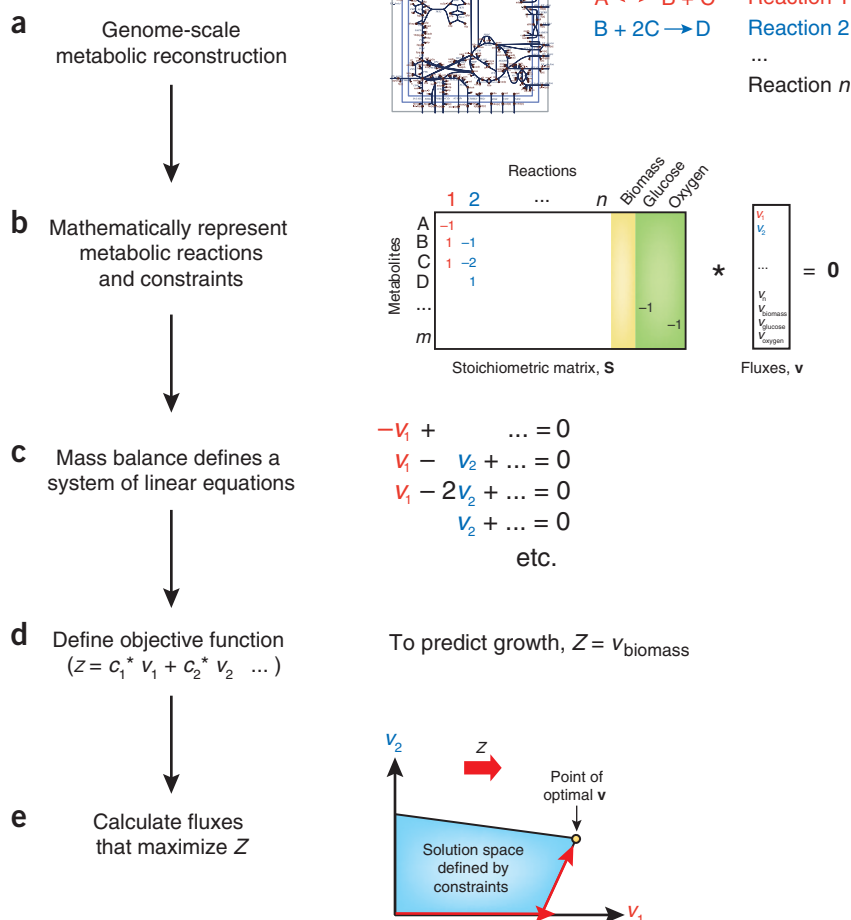 a
Genome-scale
metabolic reconstruction
B + 2C → D
Reaction 2
...
Reaction n
b
Mathematically represent
metabolic reactions
and constraints
Reactions
1 2 ... n Biomass Glucose Oxygen
Metabolites
A −1
B 1 −1
C 1 −2
D 1
... −1
−1
m
Stoichiometric matrix, S
*
v₁
v₂
...
vₙ
v_biomass
v_glucose
v_oxygen
= 0
Fluxes, v
c
Mass balance defines a
system of linear equations
−v₁ + ... = 0
v₁ − v₂ + ... = 0
v₁ − 2v₂ + ... = 0
v₂ + ... = 0
etc.
d
Define objective function
(z = c₁* v₁ + c₂* v₂ ... )
To predict growth, Z = v_biomass
e
Calculate fluxes
that maximize Z
v₂
Z
Point of
optimal v
Solution space
defined by
constraints
v₁